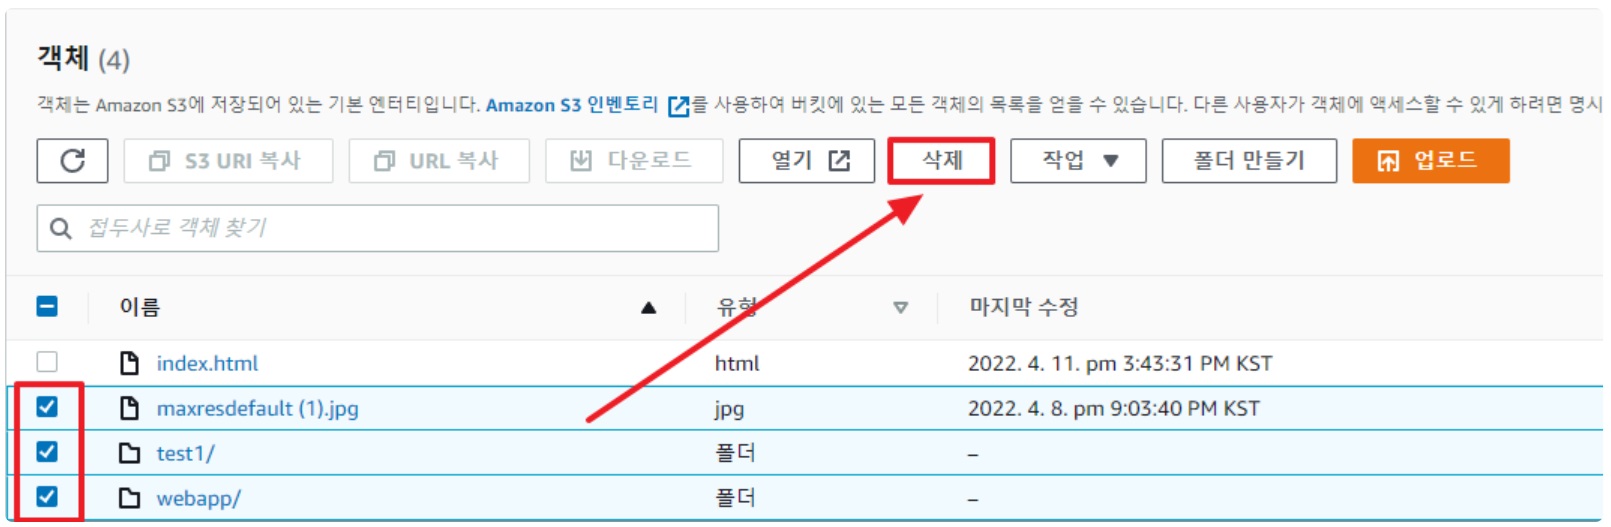 객체 (4)
객체는 Amazon S3에 저장되어 있는 기본 엔터티입니다. Amazon S3 인벤토리 를 사용하여 버킷에 있는 모든 객체의 목록을 얻을 수 있습니다. 다른 사용자가 객체에 액세스할 수 있게 하려면 명시
S3 URI 복사 URL 복사 다운로드 열기 삭제 작업 폴더 만들기 업로드
접두사로 객체 찾기
이름 유형 마지막 수정
index.html html 2022. 4. 11. pm 3:43:31 PM KST
maxresdefault (1).jpg jpg 2022. 4. 8. pm 9:03:40 PM KST
test1/ 폴더 –
webapp/ 폴더 –